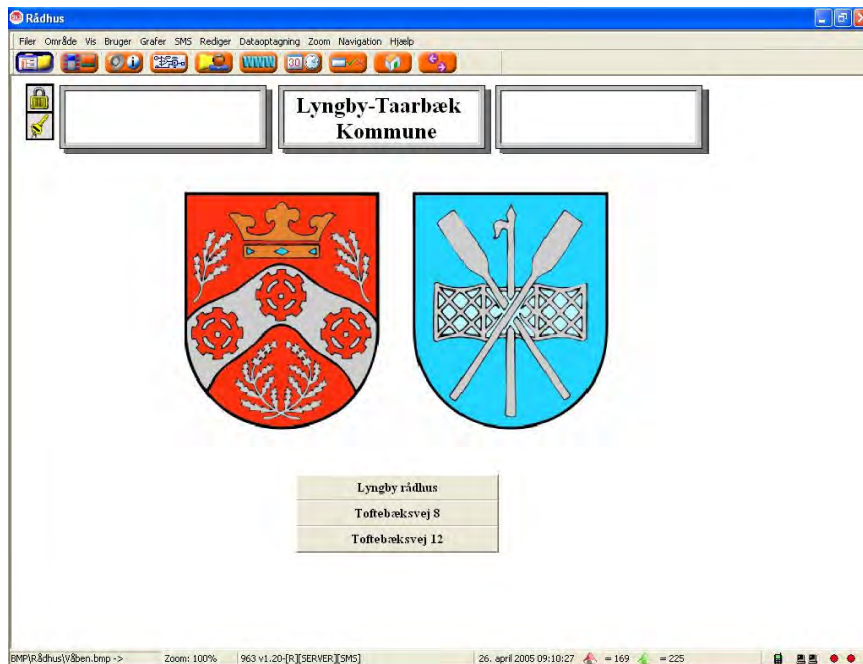 Rådhus
Filer Område Vis Bruger Grafer SMS Rediger Dataoptagning Zoom Navigation Hjælp
WWW 30
Lyngby-Taarbæk
Kommune
Lyngby rådhus
Toftebæksvej 8
Toftebæksvej 12
BMP\Rådhus\Våben.bmp -> Zoom: 100% 963 v1.20-[R][SERVER][SMS] 26. april 2005 09:10:27 = 169 = 225